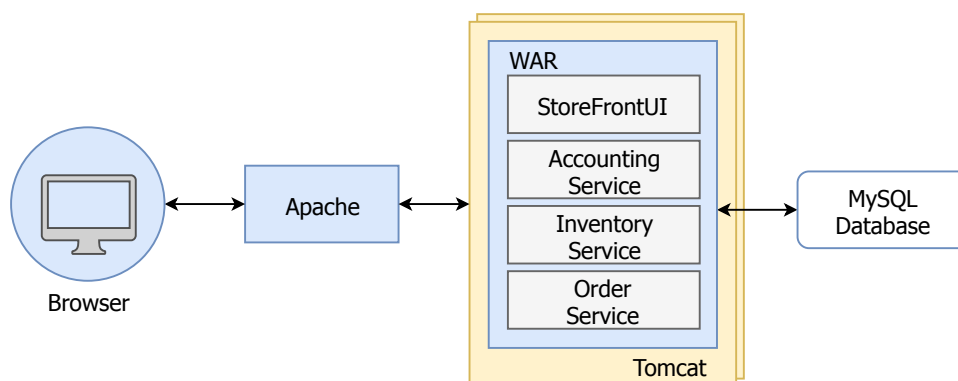 WAR
StoreFrontUI
Accounting
Service
Inventory
Service
Order
Service
Tomcat
Apache
Browser
MySQL
Database